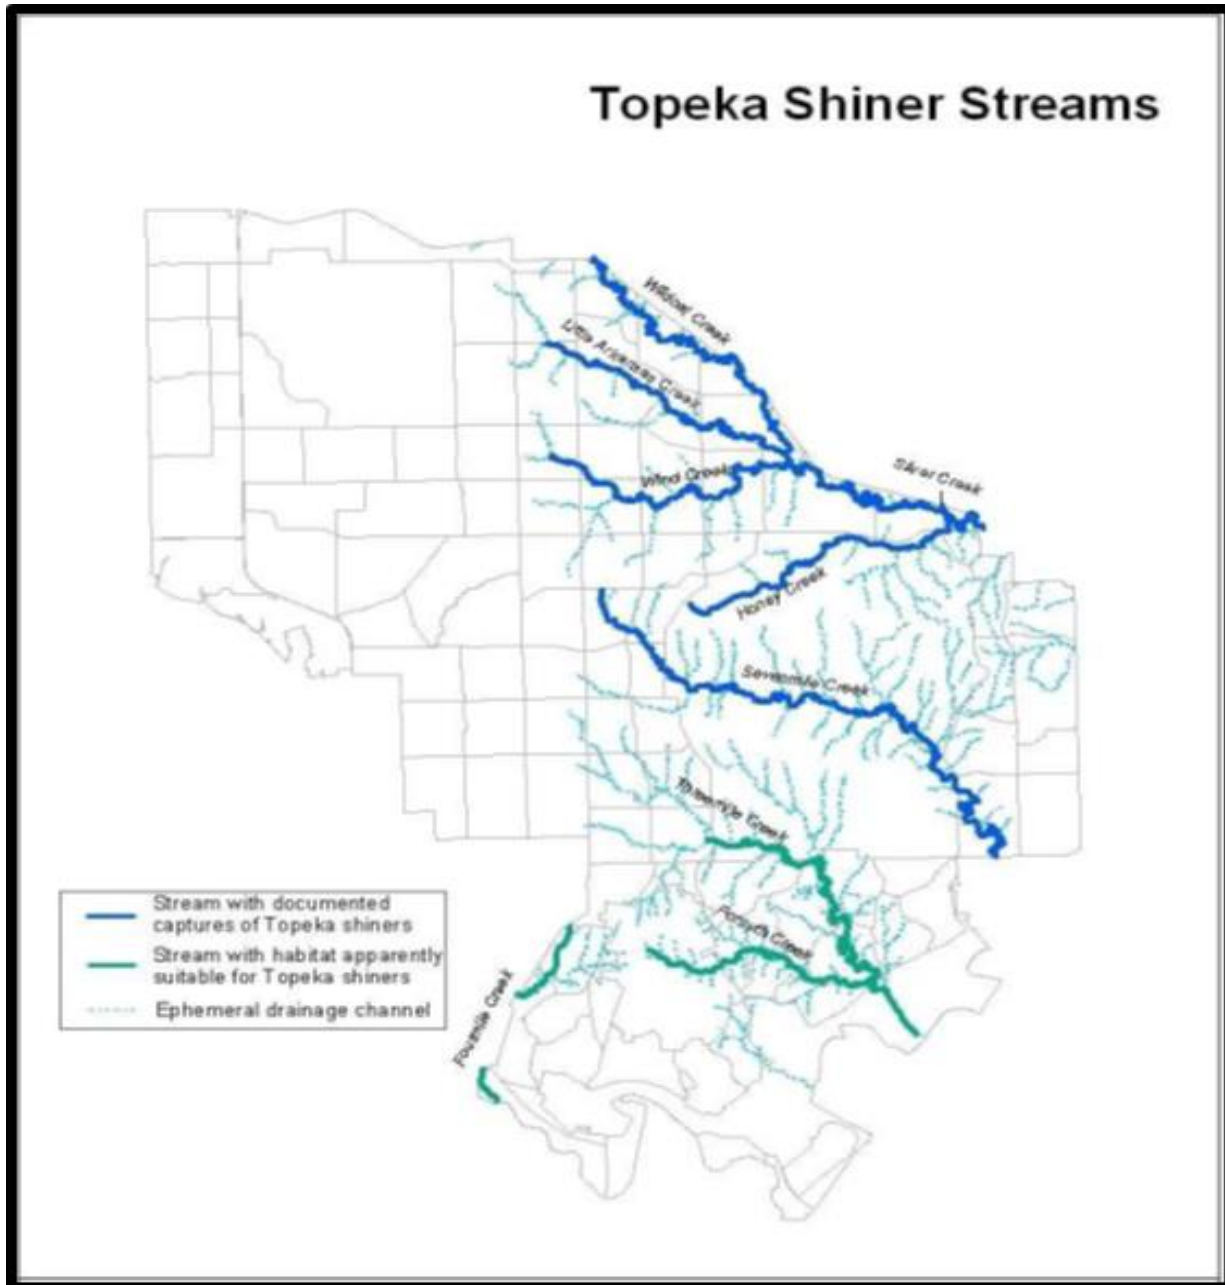 Topeka Shiner Streams
Wildcat Creek
Little Arkansas Creek
Silver Creek
Wind Creek
Honey Creek
Sevenmile Creek
Threemile Creek
Forsyth Creek
Fourmile Creek
Stream with documented
captures of Topeka shiners
Stream with habitat apparently
suitable for Topeka shiners
Ephemeral drainage channel